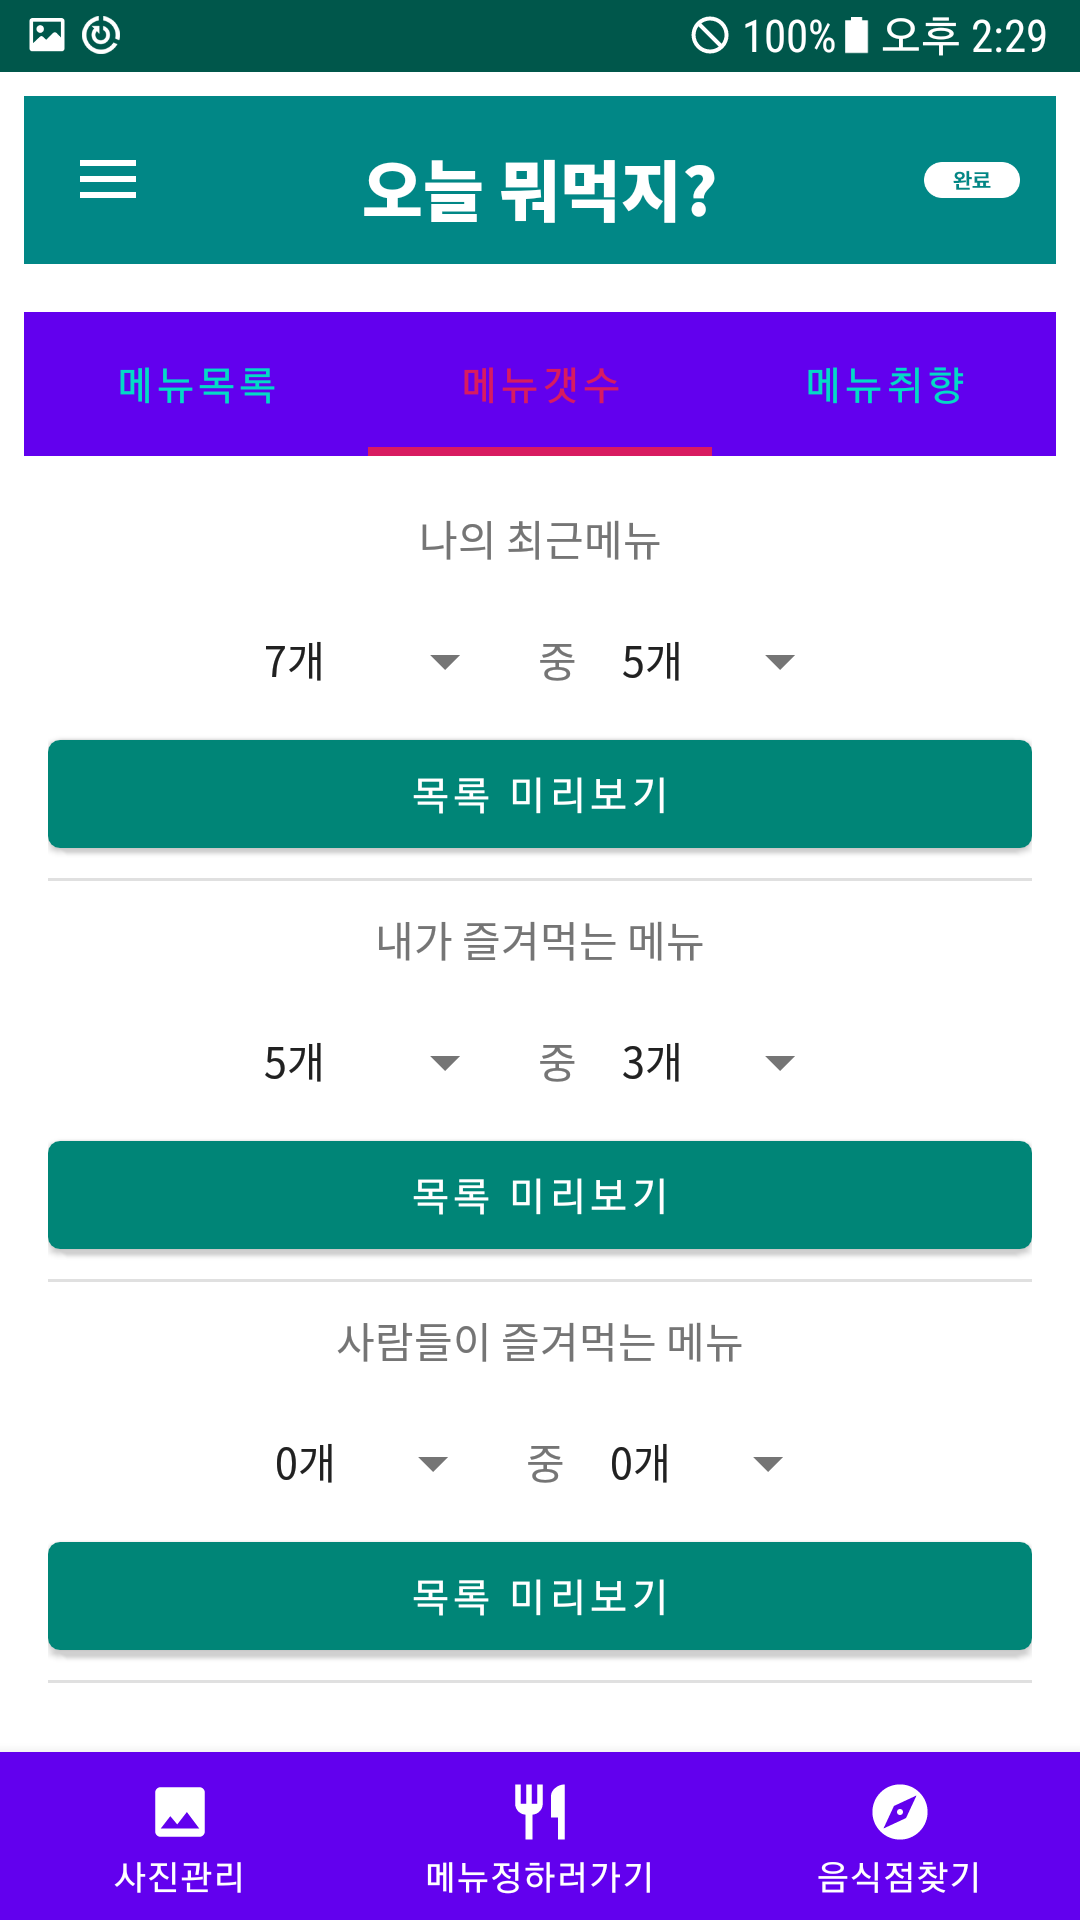 100% 오후 2:29
오늘 뭐먹지?
완료
메뉴목록 메뉴갯수 메뉴취향
나의 최근메뉴
7개 중 5개
목록 미리보기
내가 즐겨먹는 메뉴
5개 중 3개
목록 미리보기
사람들이 즐겨먹는 메뉴
0개 중 0개
목록 미리보기
사진관리 메뉴정하러가기 음식점찾기